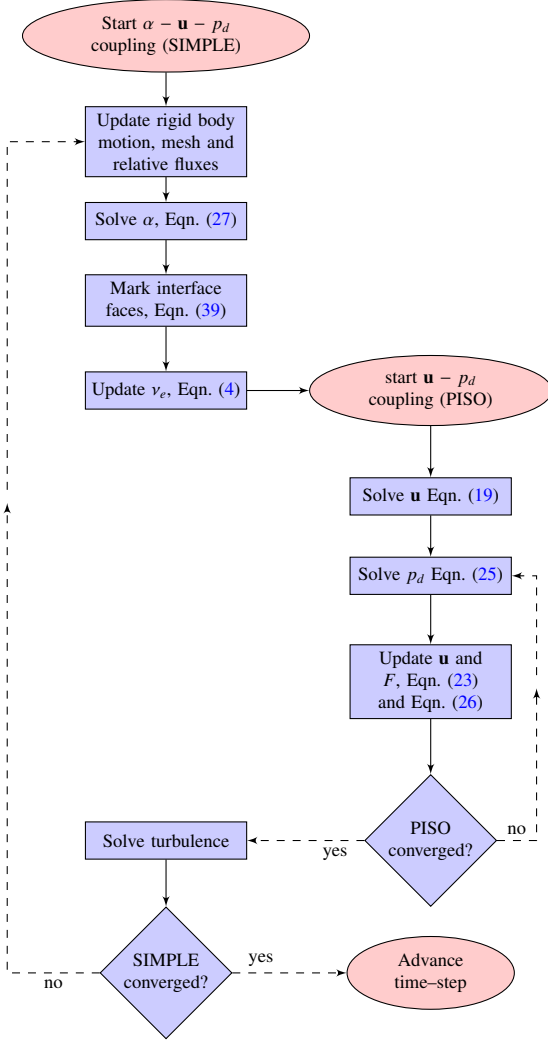 Start α − u − p_d
coupling (SIMPLE)
Update rigid body
motion, mesh and
relative fluxes
Solve α, Eqn. (27)
Mark interface
faces, Eqn. (39)
Update ν_e, Eqn. (4)
start u − p_d
coupling (PISO)
Solve u Eqn. (19)
Solve p_d Eqn. (25)
Update u and
F, Eqn. (23)
and Eqn. (26)
PISO
converged?
no
yes
Solve turbulence
SIMPLE
converged?
no
yes
Advance
time–step